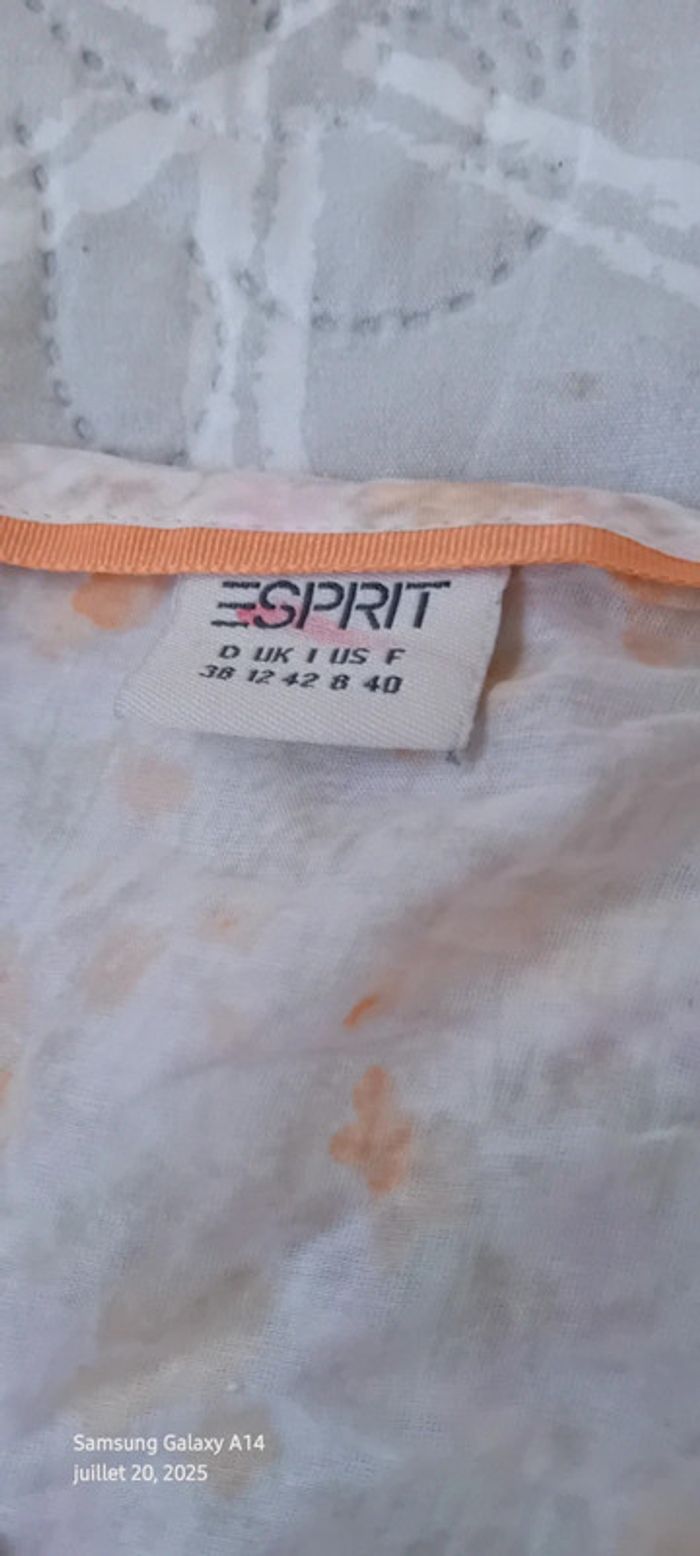 ESPRIT
D UK I US F
38 12 42 8 40
Samsung Galaxy A14
juillet 20, 2025